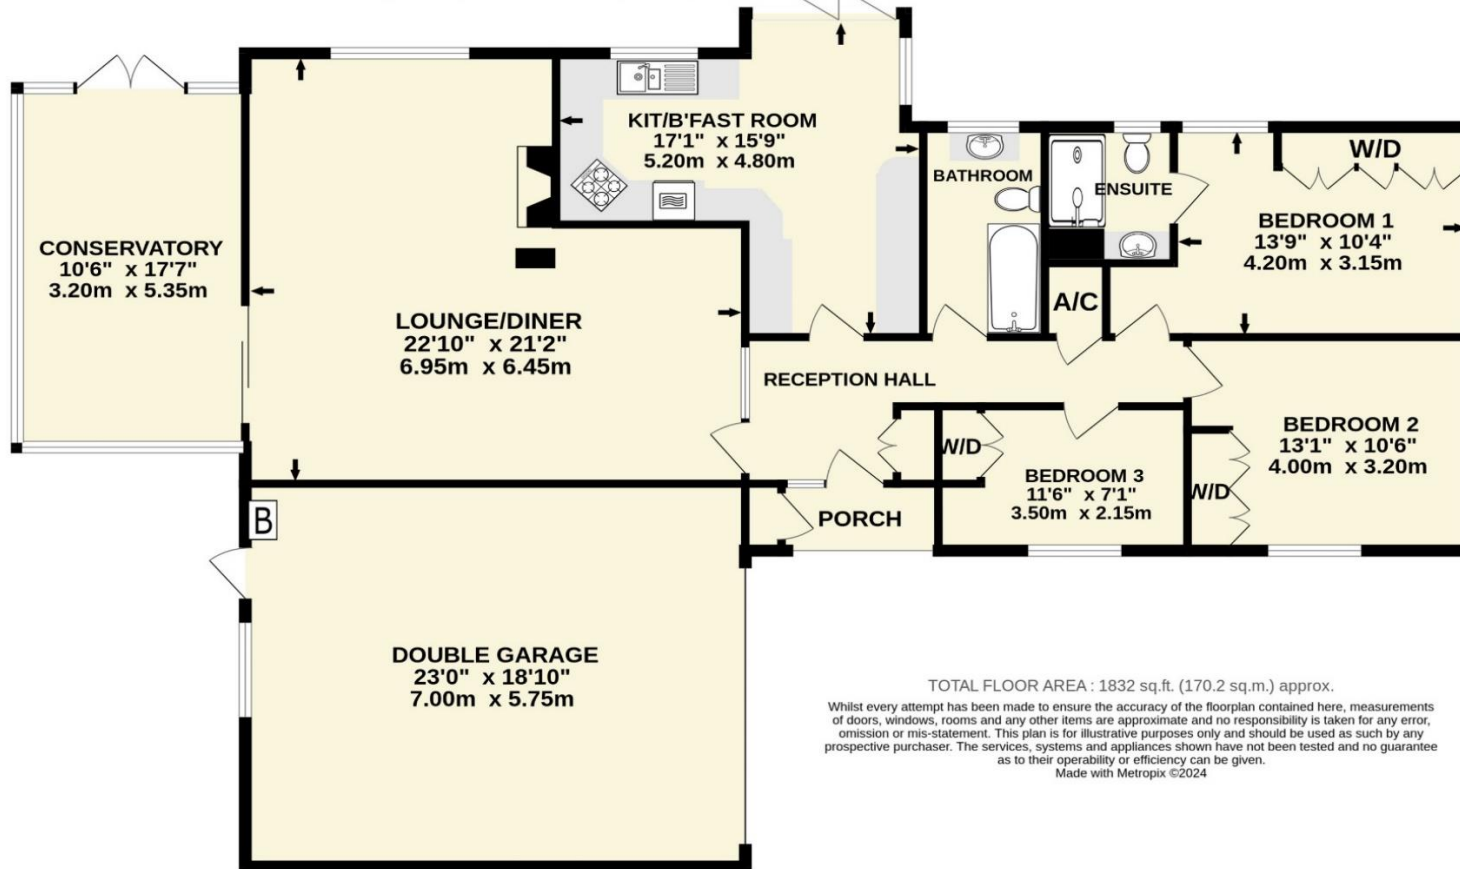 KIT/B'FAST ROOM
17'1" x 15'9"
5.20m x 4.80m
W/D
BATHROOM
ENSUITE
BEDROOM 1
13'9" x 10'4"
4.20m x 3.15m
CONSERVATORY
10'6" x 17'7"
3.20m x 5.35m
A/C
LOUNGE/DINER
22'10" x 21'2"
6.95m x 6.45m
RECEPTION HALL
BEDROOM 2
13'1" x 10'6"
4.00m x 3.20m
W/D
BEDROOM 3
11'6" x 7'1"
3.50m x 2.15m
W/D
B
PORCH
DOUBLE GARAGE
23'0" x 18'10"
7.00m x 5.75m
TOTAL FLOOR AREA : 1832 sq.ft. (170.2 sq.m.) approx.
Whilst every attempt has been made to ensure the accuracy of the floorplan contained here, measurements
of doors, windows, rooms and any other items are approximate and no responsibility is taken for any error,
omission or mis-statement. This plan is for illustrative purposes only and should be used as such by any
prospective purchaser. The services, systems and appliances shown have not been tested and no guarantee
as to their operability or efficiency can be given.
Made with Metropix ©2024